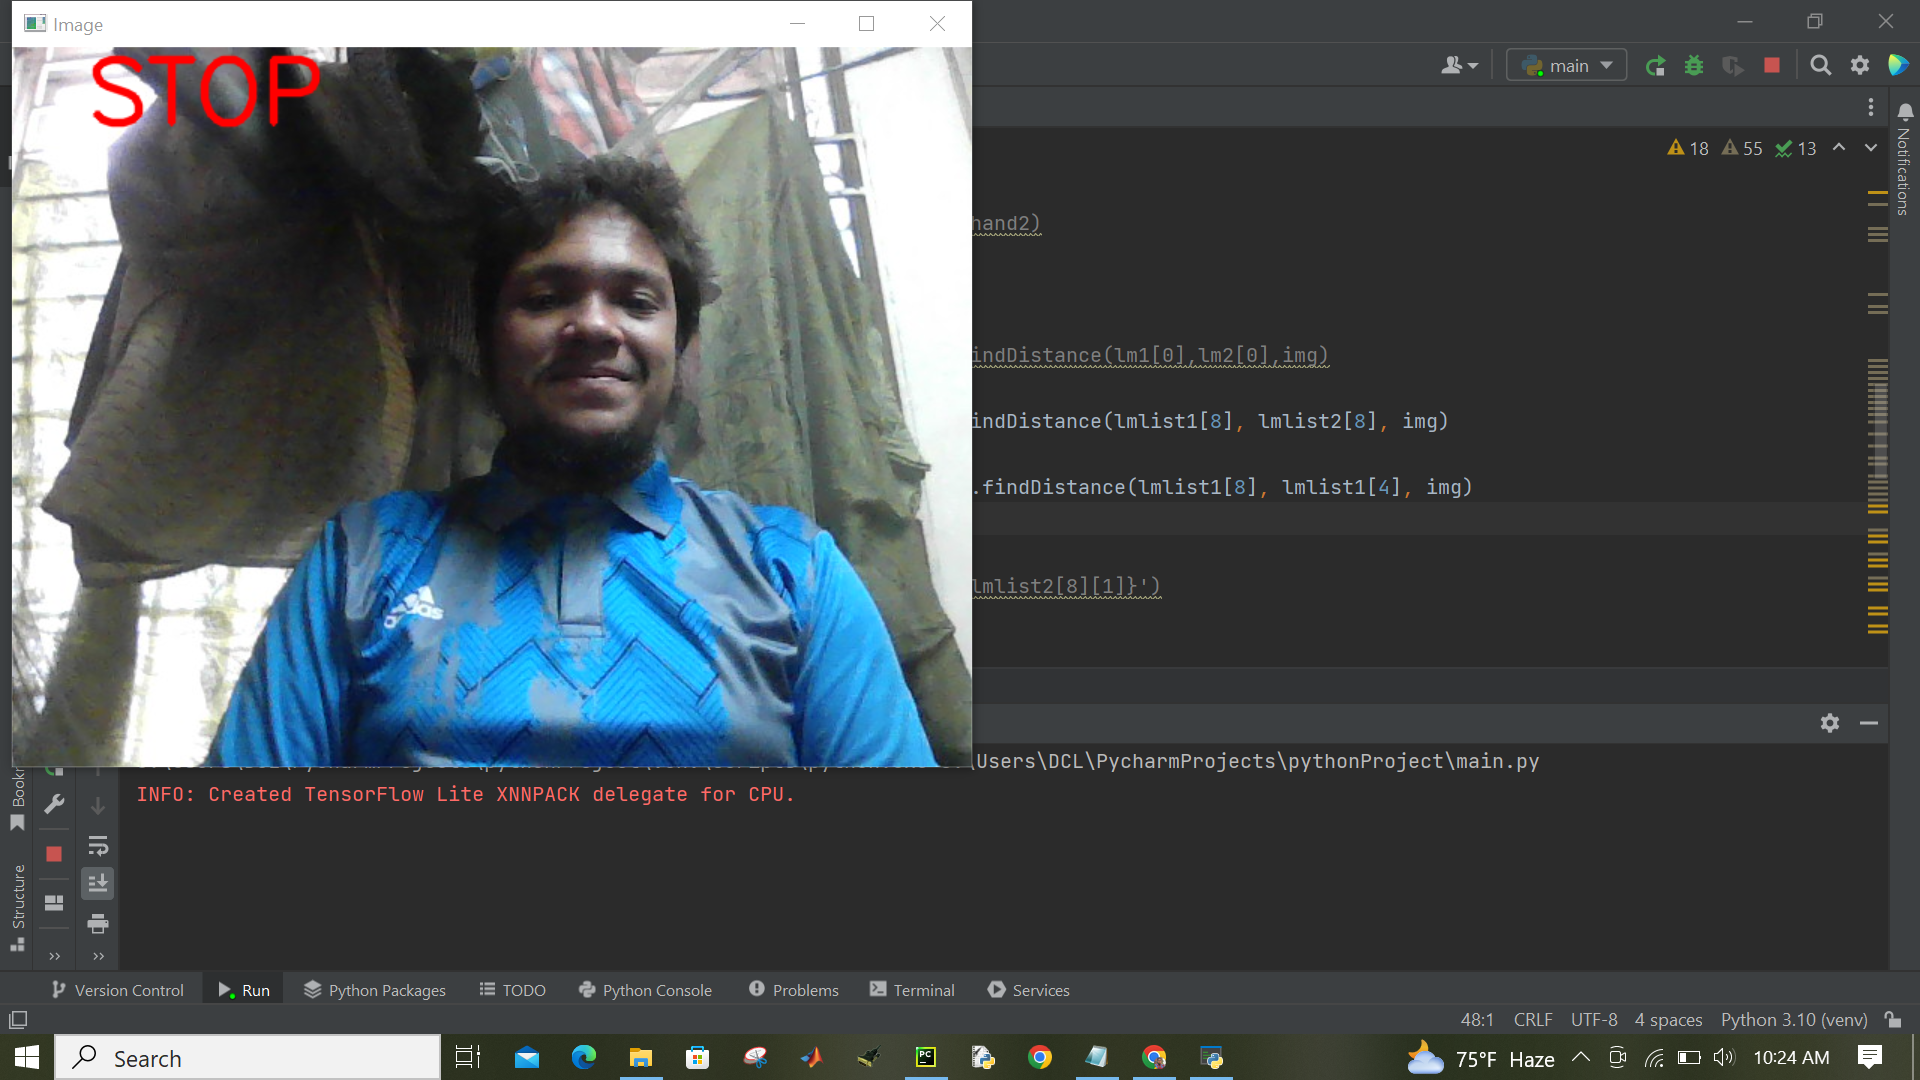 Image
STOP
adidas
main
18 55 13
Notifications
hand2)
indDistance(lm1[0],lm2[0],img)
indDistance(lmlist1[8], lmlist2[8], img)
.findDistance(lmlist1[8], lmlist1[4], img)
lmlist2[8][1]}')
\Users\DCL\PycharmProjects\pythonProject\main.py
INFO: Created TensorFlow Lite XNNPACK delegate for CPU.
Structure
Version Control Run Python Packages TODO Python Console Problems Terminal Services
48:1 CRLF UTF-8 4 spaces Python 3.10 (venv)
Search PC 75°F Haze 10:24 AM